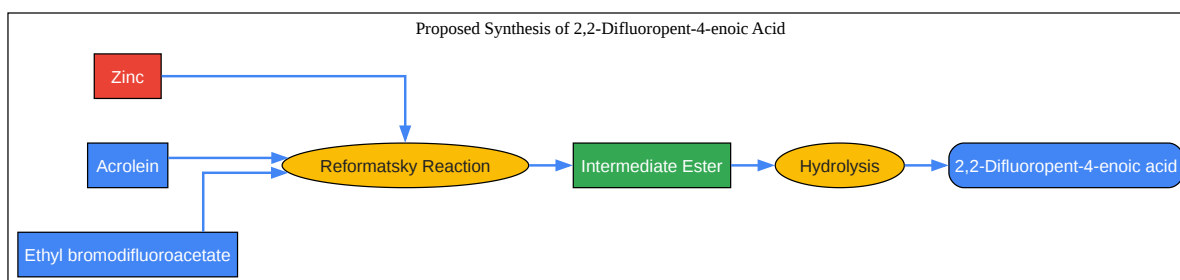 Proposed Synthesis of 2,2-Difluoropent-4-enoic Acid
Zinc
Acrolein
Reformatsky Reaction
Intermediate Ester
Hydrolysis
2,2-Difluoropent-4-enoic acid
Ethyl bromodifluoroacetate